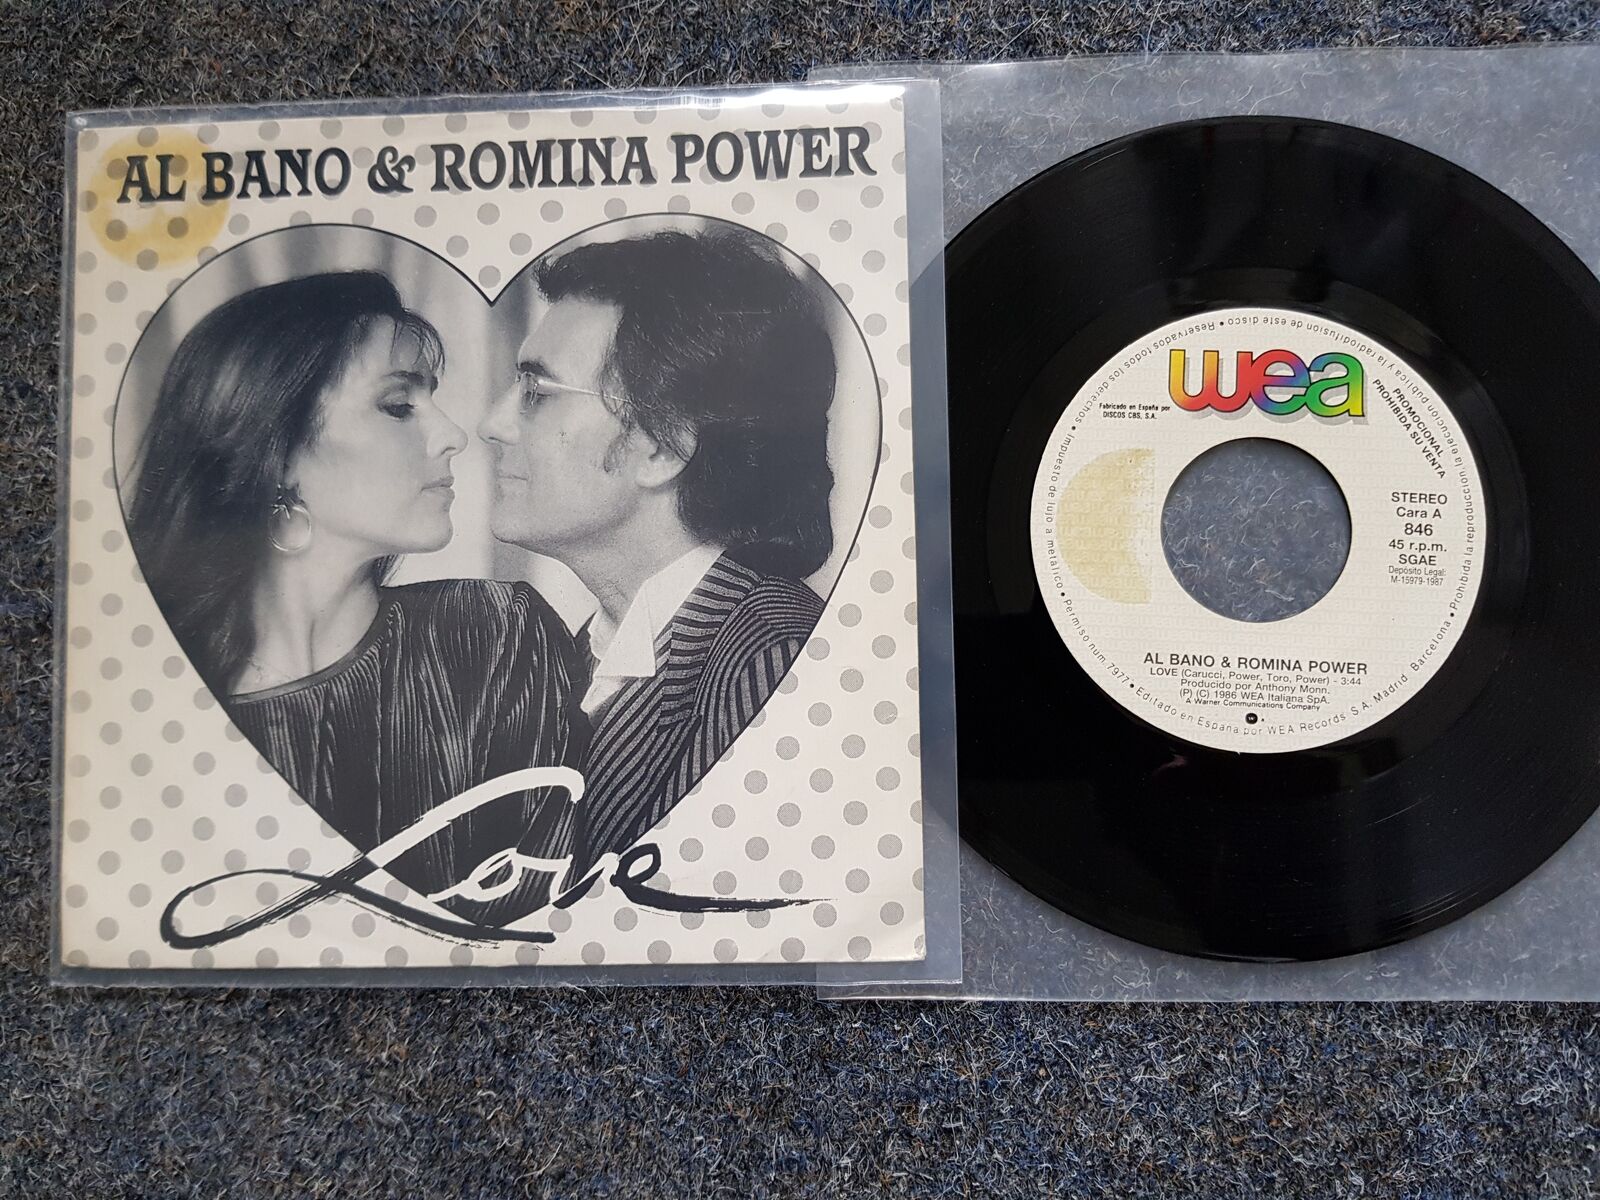 AL BANO & ROMINA POWER
Love
wea
Fabricado en España por
DISCOS CBS, S.A.
PROMOCIONAL
PROHIBIDA SU VENTA
STEREO
Cara A
846
45 r.p.m.
SGAE
Depósito Legal:
M-15979-1987
AL BANO & ROMINA POWER
LOVE (Carucci, Power, Toro, Power) - 3:44
Producido por Anthony Monn.
(P) (C) 1986 WEA Italiana SpA.
A Warner Communications Company
w
Prohibida la reproducción la ejecución pública y la radiodifusión de este disco • Reservados todos los derechos • Impuesto de lujo a metálico • Permiso num. 7977 • Editado en España por WEA Records S.A. Madrid Barcelona •